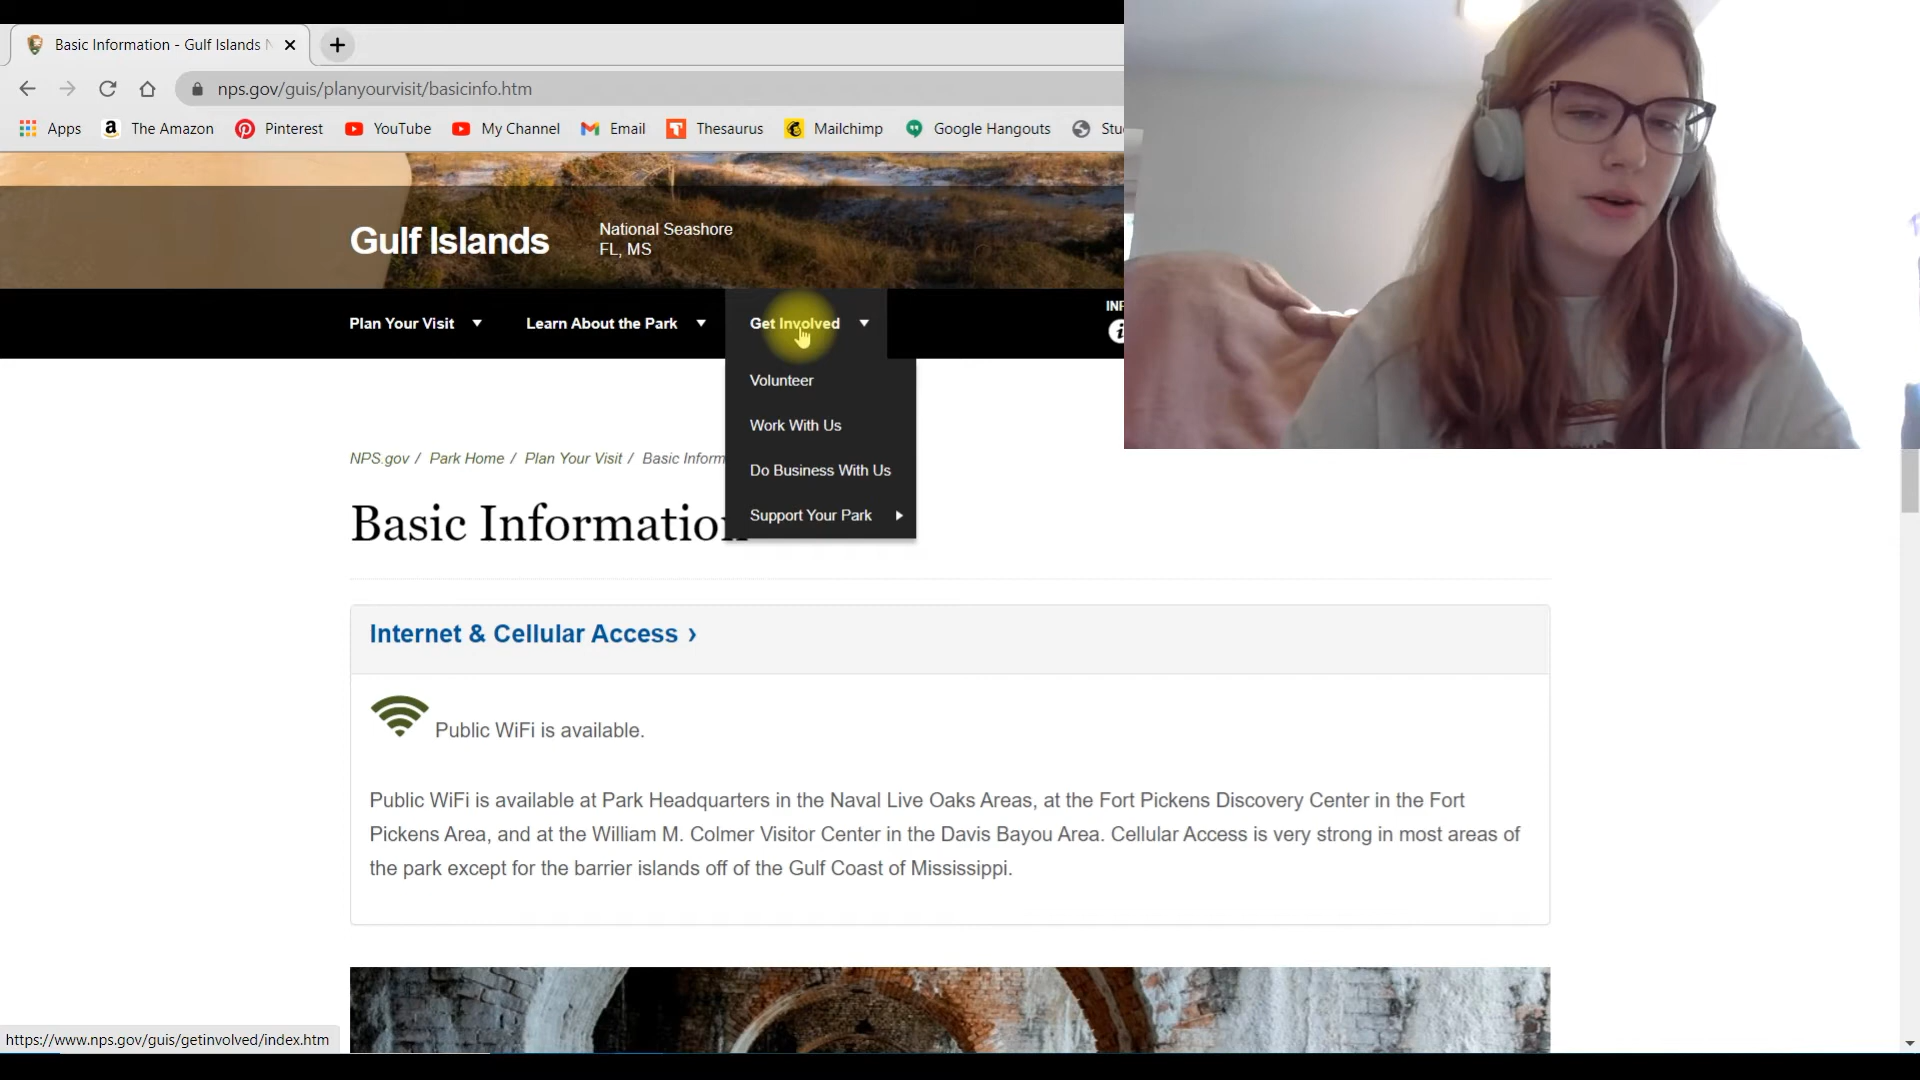 Basic Information - Gulf Islands
nps.gov/guis/planyourvisit/basicinfo.htm
Apps The Amazon Pinterest YouTube My Channel Email Thesaurus Mailchimp Google Hangouts
Gulf Islands
National Seashore
FL, MS
Plan Your Visit Learn About the Park Get Involved
Volunteer
Work With Us
Do Business With Us
Support Your Park
NPS.gov / Park Home / Plan Your Visit / Basic Inform
Basic Information
Internet & Cellular Access ›
Public WiFi is available.
Public WiFi is available at Park Headquarters in the Naval Live Oaks Areas, at the Fort Pickens Discovery Center in the Fort
Pickens Area, and at the William M. Colmer Visitor Center in the Davis Bayou Area. Cellular Access is very strong in most areas of
the park except for the barrier islands off of the Gulf Coast of Mississippi.
https://www.nps.gov/guis/getinvolved/index.htm